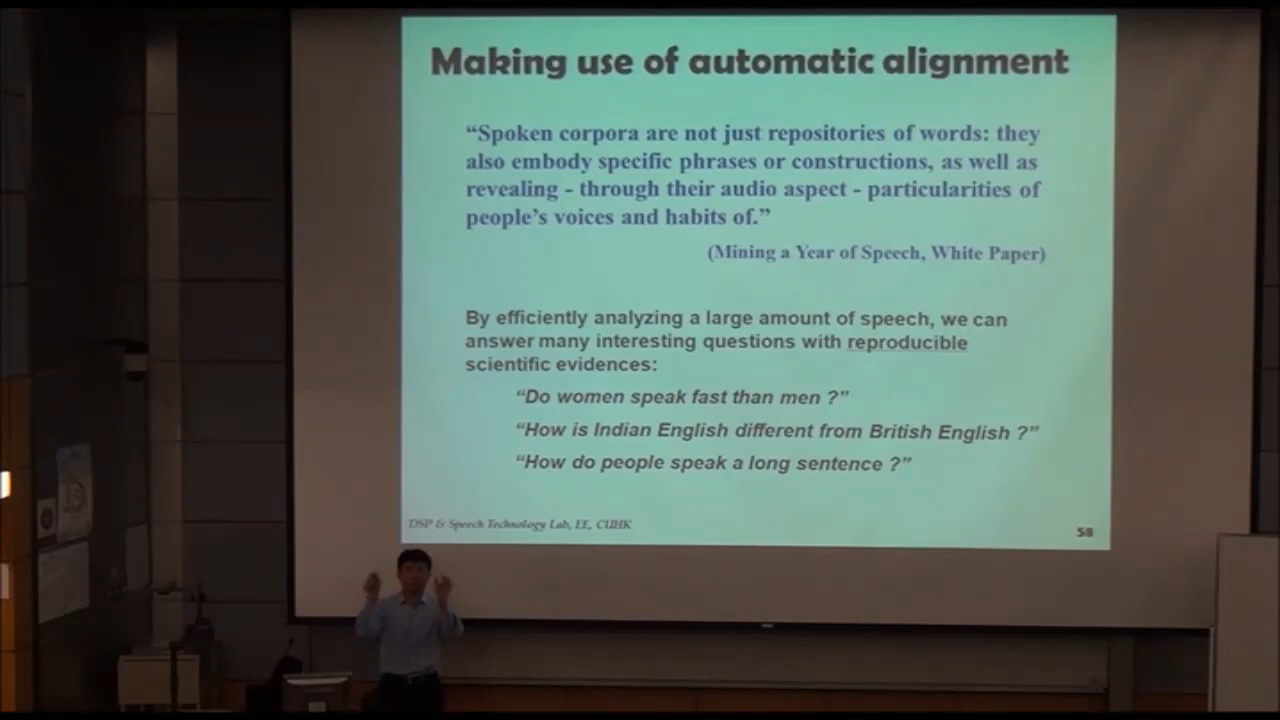 Making use of automatic alignment
“Spoken corpora are not just repositories of words: they
also embody specific phrases or constructions, as well as
revealing - through their audio aspect - particularities of
people’s voices and habits of.”
(Mining a Year of Speech, White Paper)
By efficiently analyzing a large amount of speech, we can
answer many interesting questions with reproducible
scientific evidences:
“Do women speak fast than men ?”
“How is Indian English different from British English ?”
“How do people speak a long sentence ?”
DSP & Speech Technology Lab, EE, CUHK
58